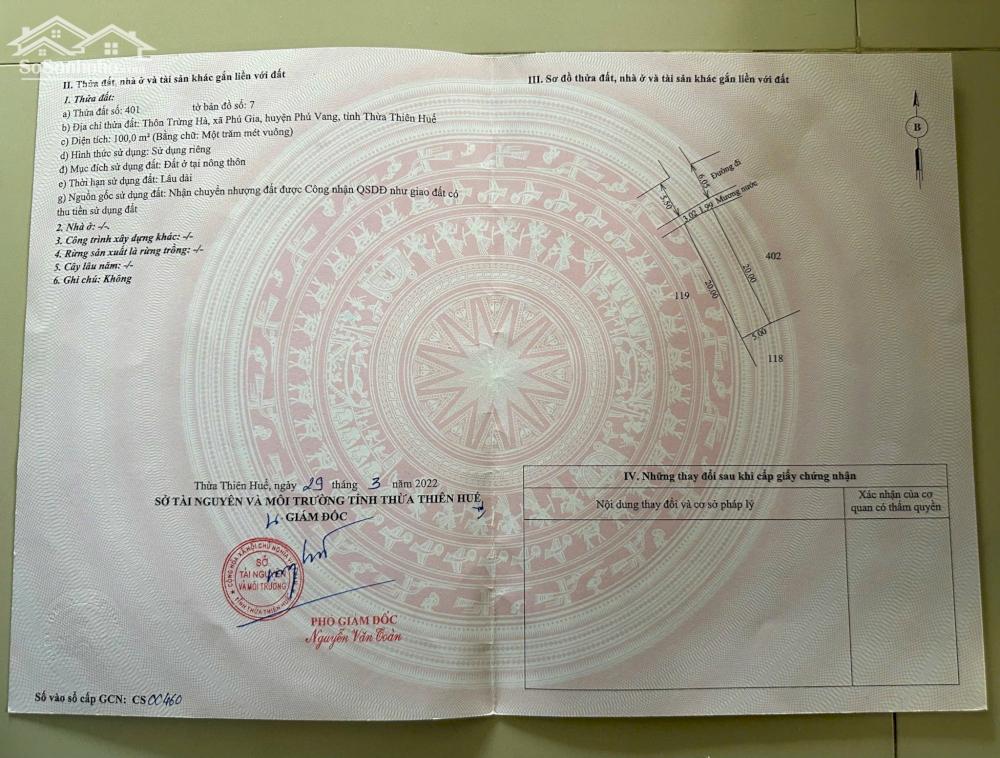 II. Thửa đất, nhà ở và tài sản khác gắn liền với đất
1. Thửa đất:
a) Thửa đất số: 401 tờ bản đồ số: 7
b) Địa chỉ thửa đất: Thôn Trừng Hà, xã Phú Gia, huyện Phú Vang, tỉnh Thừa Thiên Huế
c) Diện tích: 100,0 m² (Bằng chữ: Một trăm mét vuông)
d) Hình thức sử dụng: Sử dụng riêng
đ) Mục đích sử dụng đất: Đất ở tại nông thôn
e) Thời hạn sử dụng đất: Lâu dài
g) Nguồn gốc sử dụng đất: Nhận chuyển nhượng đất được Công nhận QSDĐ như giao đất có
thu tiền sử dụng đất
2. Nhà ở: -/-
3. Công trình xây dựng khác: -/-
4. Rừng sản xuất là rừng trồng: -/-
5. Cây lâu năm: -/-
6. Ghi chú: Không
Thừa Thiên Huế, ngày 29 tháng 3 năm 2022
SỞ TÀI NGUYÊN VÀ MÔI TRƯỜNG TỈNH THỪA THIÊN HUẾ
GIÁM ĐỐC
SỞ
TÀI NGUYÊN
VÀ MÔI TRƯỜNG
TỈNH THỪA THIÊN HUẾ
PHÓ GIÁM ĐỐC
Nguyễn Văn Toàn
Số vào sổ cấp GCN: CS 00460
III. Sơ đồ thửa đất, nhà ở và tài sản khác gắn liền với đất
B
Đường đi
6.05
Mương nước
3.50
3.02
1.99
402
20.00
20.00
119
5.00
118
IV. Những thay đổi sau khi cấp giấy chứng nhận
Nội dung thay đổi và cơ sở pháp lý
Xác nhận của cơ
quan có thẩm quyền